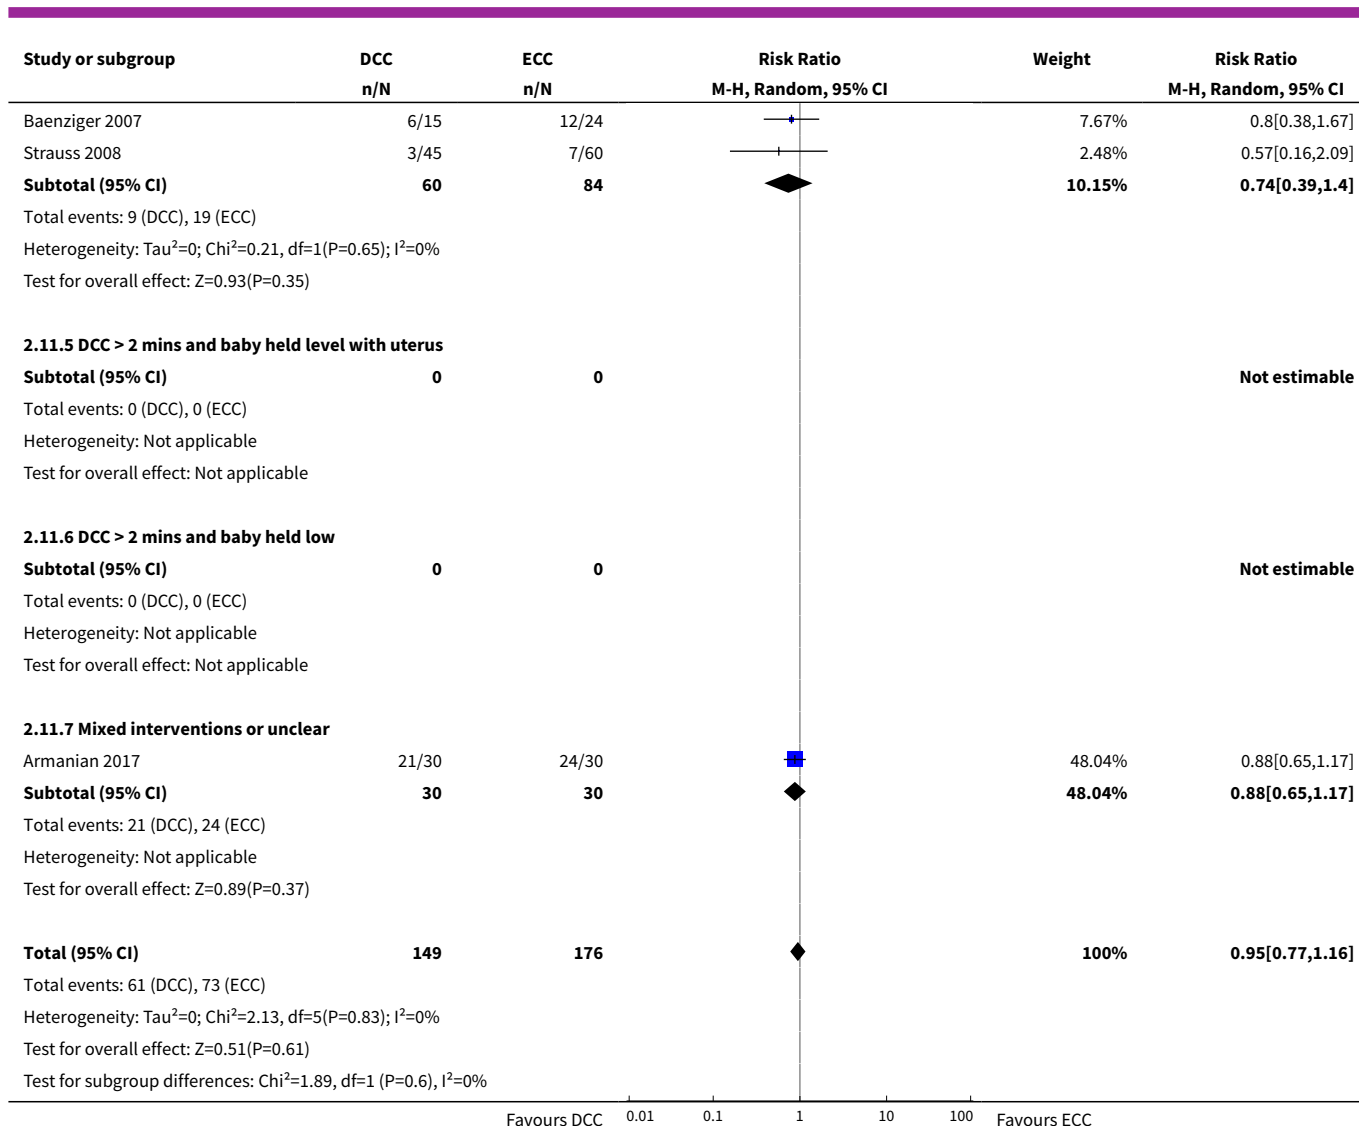 Study or subgroup DCC ECC Risk Ratio Weight Risk Ratio
n/N n/N M-H, Random, 95% CI M-H, Random, 95% CI
Baenziger 2007 6/15 12/24 7.67% 0.8[0.38,1.67]
Strauss 2008 3/45 7/60 2.48% 0.57[0.16,2.09]
Subtotal (95% CI) 60 84 10.15% 0.74[0.39,1.4]
Total events: 9 (DCC), 19 (ECC)
Heterogeneity: Tau²=0; Chi²=0.21, df=1(P=0.65); I²=0%
Test for overall effect: Z=0.93(P=0.35)
2.11.5 DCC > 2 mins and baby held level with uterus
Subtotal (95% CI) 0 0 Not estimable
Total events: 0 (DCC), 0 (ECC)
Heterogeneity: Not applicable
Test for overall effect: Not applicable
2.11.6 DCC > 2 mins and baby held low
Subtotal (95% CI) 0 0 Not estimable
Total events: 0 (DCC), 0 (ECC)
Heterogeneity: Not applicable
Test for overall effect: Not applicable
2.11.7 Mixed interventions or unclear
Armanian 2017 21/30 24/30 48.04% 0.88[0.65,1.17]
Subtotal (95% CI) 30 30 48.04% 0.88[0.65,1.17]
Total events: 21 (DCC), 24 (ECC)
Heterogeneity: Not applicable
Test for overall effect: Z=0.89(P=0.37)
Total (95% CI) 149 176 100% 0.95[0.77,1.16]
Total events: 61 (DCC), 73 (ECC)
Heterogeneity: Tau²=0; Chi²=2.13, df=5(P=0.83); I²=0%
Test for overall effect: Z=0.51(P=0.61)
Test for subgroup differences: Chi²=1.89, df=1 (P=0.6), I²=0%
Favours DCC 0.01 0.1 1 10 100 Favours ECC